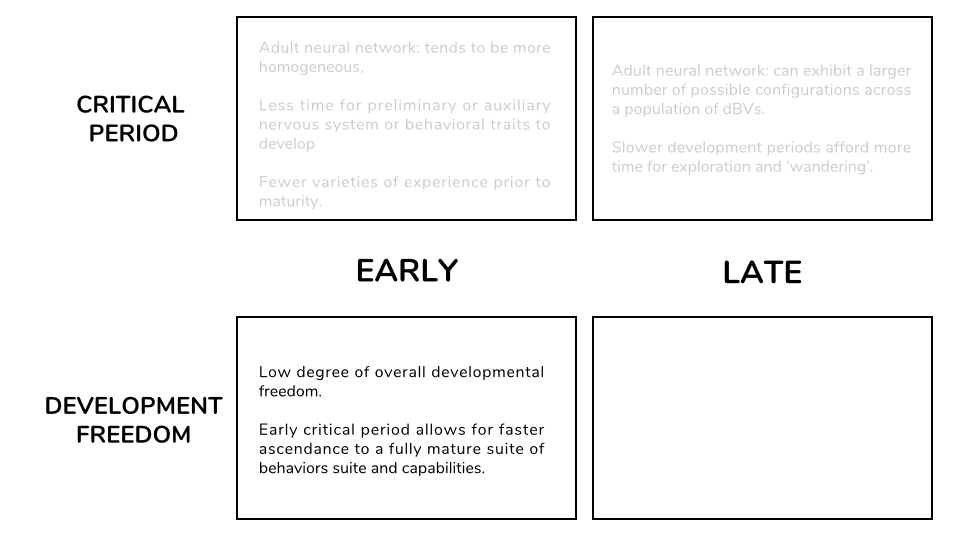 CRITICAL
PERIOD
Adult neural network: tends to be more
homogeneous,
Less time for preliminary or auxiliary
nervous system or behavioral traits to
develop
Fewer varieties of experience prior to
maturity.
Adult neural network: can exhibit a larger
number of possible configurations across
a population of dBVs.
Slower development periods afford more
time for exploration and ‘wandering’.
EARLY
LATE
DEVELOPMENT
FREEDOM
Low degree of overall developmental
freedom.
Early critical period allows for faster
ascendance to a fully mature suite of
behaviors suite and capabilities.